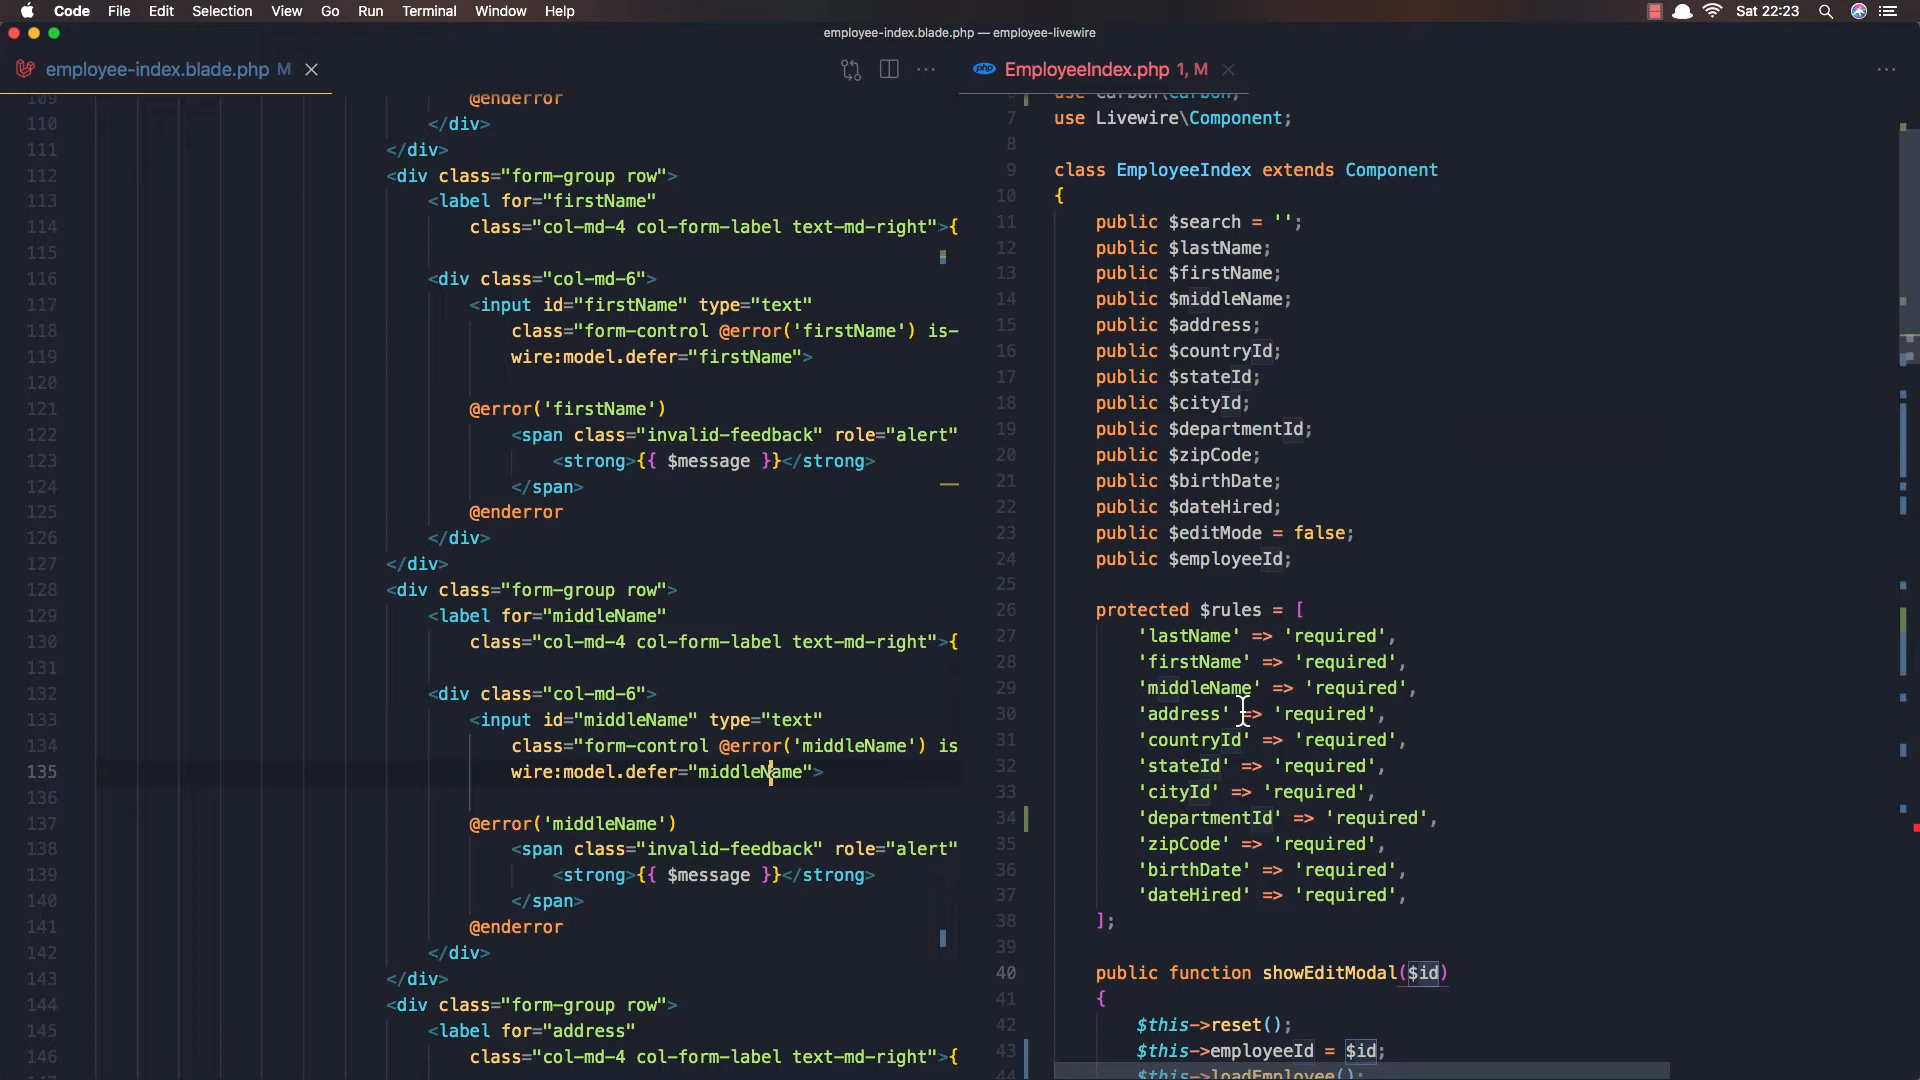 Code File Edit Selection View Go Run Terminal Window Help
Sat 22:23
employee-index.blade.php — employee-livewire
employee-index.blade.php M
109 @enderror
110 </div>
111 </div>
112 <div class="form-group row">
113 <label for="firstName"
114 class="col-md-4 col-form-label text-md-right">{
115
116 <div class="col-md-6">
117 <input id="firstName" type="text"
118 class="form-control @error('firstName') is-
119 wire:model.defer="firstName">
120
121 @error('firstName')
122 <span class="invalid-feedback" role="alert"
123 <strong>{{ $message }}</strong>
124 </span>
125 @enderror
126 </div>
127 </div>
128 <div class="form-group row">
129 <label for="middleName"
130 class="col-md-4 col-form-label text-md-right">{
131
132 <div class="col-md-6">
133 <input id="middleName" type="text"
134 class="form-control @error('middleName') is
135 wire:model.defer="middleName">
136
137 @error('middleName')
138 <span class="invalid-feedback" role="alert"
139 <strong>{{ $message }}</strong>
140 </span>
141 @enderror
142 </div>
143 </div>
144 <div class="form-group row">
145 <label for="address"
146 class="col-md-4 col-form-label text-md-right">{
php EmployeeIndex.php 1, M
use Carbon\Carbon;
7 use Livewire\Component;
8
9 class EmployeeIndex extends Component
10 {
11 public $search = '';
12 public $lastName;
13 public $firstName;
14 public $middleName;
15 public $address;
16 public $countryId;
17 public $stateId;
18 public $cityId;
19 public $departmentId;
20 public $zipCode;
21 public $birthDate;
22 public $dateHired;
23 public $editMode = false;
24 public $employeeId;
25
26 protected $rules = [
27 'lastName' => 'required',
28 'firstName' => 'required',
29 'middleName' => 'required',
30 'address' => 'required',
31 'countryId' => 'required',
32 'stateId' => 'required',
33 'cityId' => 'required',
34 'departmentId' => 'required',
35 'zipCode' => 'required',
36 'birthDate' => 'required',
37 'dateHired' => 'required',
38 ];
39
40 public function showEditModal($id)
41 {
42 $this->reset();
43 $this->employeeId = $id;
44 $this->loadEmployee();